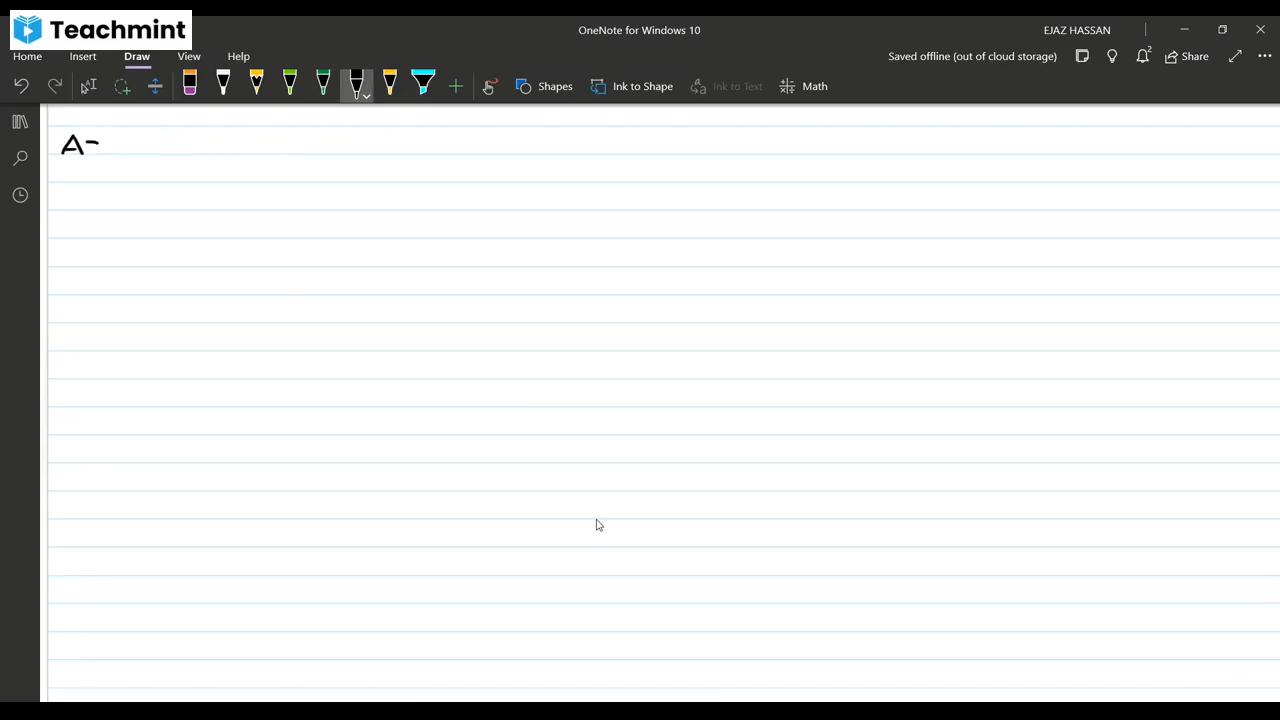 Teachmint
OneNote for Windows 10
EJAZ HASSAN
Home Insert Draw View Help
Saved offline (out of cloud storage)
2
Share
Shapes
Ink to Shape
Ink to Text
Math
A-